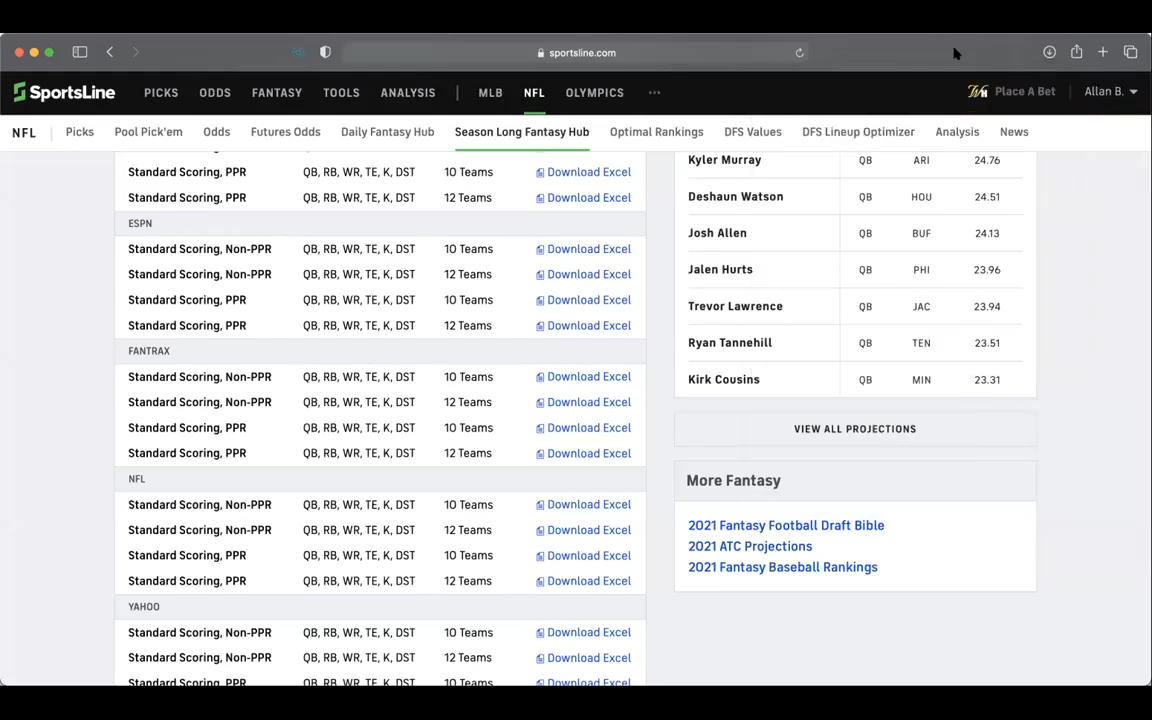 sportsline.com
SportsLine PICKS ODDS FANTASY TOOLS ANALYSIS MLB NFL OLYMPICS ••• WH Place A Bet Allan B.
NFL Picks Pool Pick'em Odds Futures Odds Daily Fantasy Hub Season Long Fantasy Hub Optimal Rankings DFS Values DFS Lineup Optimizer Analysis News
Standard Scoring, PPR QB, RB, WR, TE, K, DST 10 Teams Download Excel
Standard Scoring, PPR QB, RB, WR, TE, K, DST 12 Teams Download Excel
ESPN
Standard Scoring, Non-PPR QB, RB, WR, TE, K, DST 10 Teams Download Excel
Standard Scoring, Non-PPR QB, RB, WR, TE, K, DST 12 Teams Download Excel
Standard Scoring, PPR QB, RB, WR, TE, K, DST 10 Teams Download Excel
Standard Scoring, PPR QB, RB, WR, TE, K, DST 12 Teams Download Excel
FANTRAX
Standard Scoring, Non-PPR QB, RB, WR, TE, K, DST 10 Teams Download Excel
Standard Scoring, Non-PPR QB, RB, WR, TE, K, DST 12 Teams Download Excel
Standard Scoring, PPR QB, RB, WR, TE, K, DST 10 Teams Download Excel
Standard Scoring, PPR QB, RB, WR, TE, K, DST 12 Teams Download Excel
NFL
Standard Scoring, Non-PPR QB, RB, WR, TE, K, DST 10 Teams Download Excel
Standard Scoring, Non-PPR QB, RB, WR, TE, K, DST 12 Teams Download Excel
Standard Scoring, PPR QB, RB, WR, TE, K, DST 10 Teams Download Excel
Standard Scoring, PPR QB, RB, WR, TE, K, DST 12 Teams Download Excel
YAHOO
Standard Scoring, Non-PPR QB, RB, WR, TE, K, DST 10 Teams Download Excel
Standard Scoring, Non-PPR QB, RB, WR, TE, K, DST 12 Teams Download Excel
Standard Scoring, PPR QB, RB, WR, TE, K, DST 10 Teams Download Excel
Kyler Murray QB ARI 24.76
Deshaun Watson QB HOU 24.51
Josh Allen QB BUF 24.13
Jalen Hurts QB PHI 23.96
Trevor Lawrence QB JAC 23.94
Ryan Tannehill QB TEN 23.51
Kirk Cousins QB MIN 23.31
VIEW ALL PROJECTIONS
More Fantasy
2021 Fantasy Football Draft Bible
2021 ATC Projections
2021 Fantasy Baseball Rankings